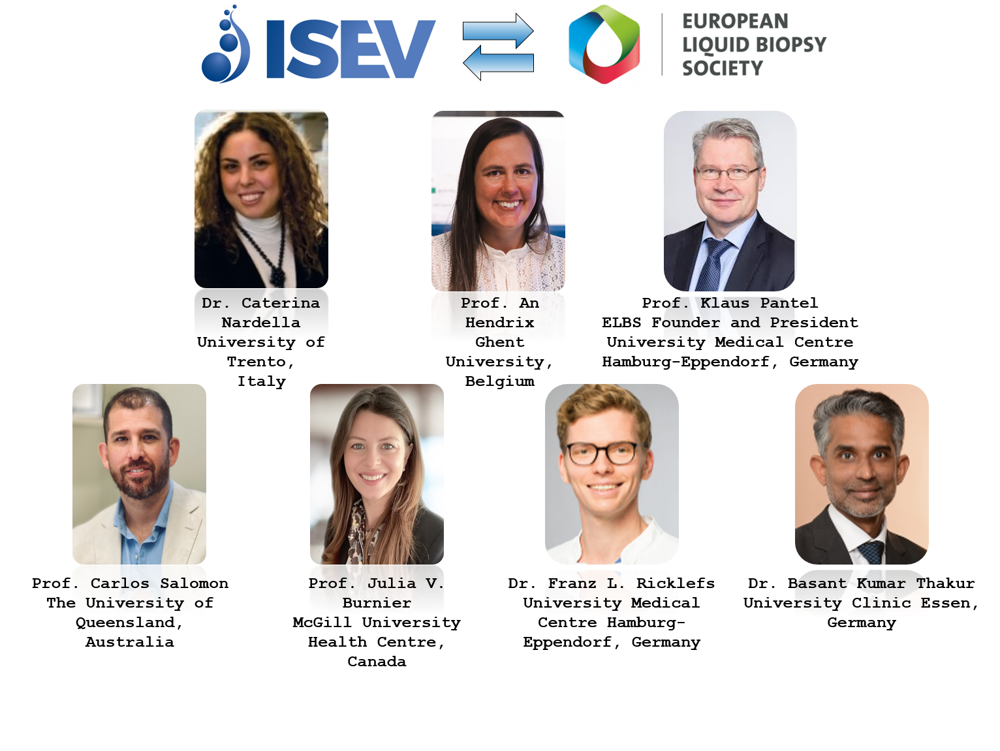 ISEV
EUROPEAN
LIQUID BIOPSY
SOCIETY
Dr. Caterina
Nardella
University of
Trento,
Italy
Prof. An
Hendrix
Ghent
University,
Belgium
Prof. Klaus Pantel
ELBS Founder and President
University Medical Centre
Hamburg-Eppendorf, Germany
Prof. Carlos Salomon
The University of
Queensland,
Australia
Prof. Julia V.
Burnier
McGill University
Health Centre,
Canada
Dr. Franz L. Ricklefs
University Medical
Centre Hamburg-
Eppendorf, Germany
Dr. Basant Kumar Thakur
University Clinic Essen,
Germany